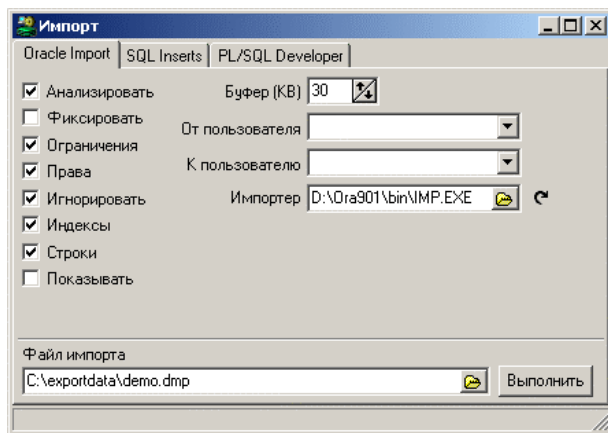 Импорт
Oracle Import SQL Inserts PL/SQL Developer
Анализировать Буфер (KB) 30
Фиксировать
От пользователя
Ограничения
Права К пользователю
Игнорировать Импортер D:\Ora901\bin\IMP.EXE
Индексы
Строки
Показывать
Файл импорта
C:\exportdata\demo.dmp Выполнить